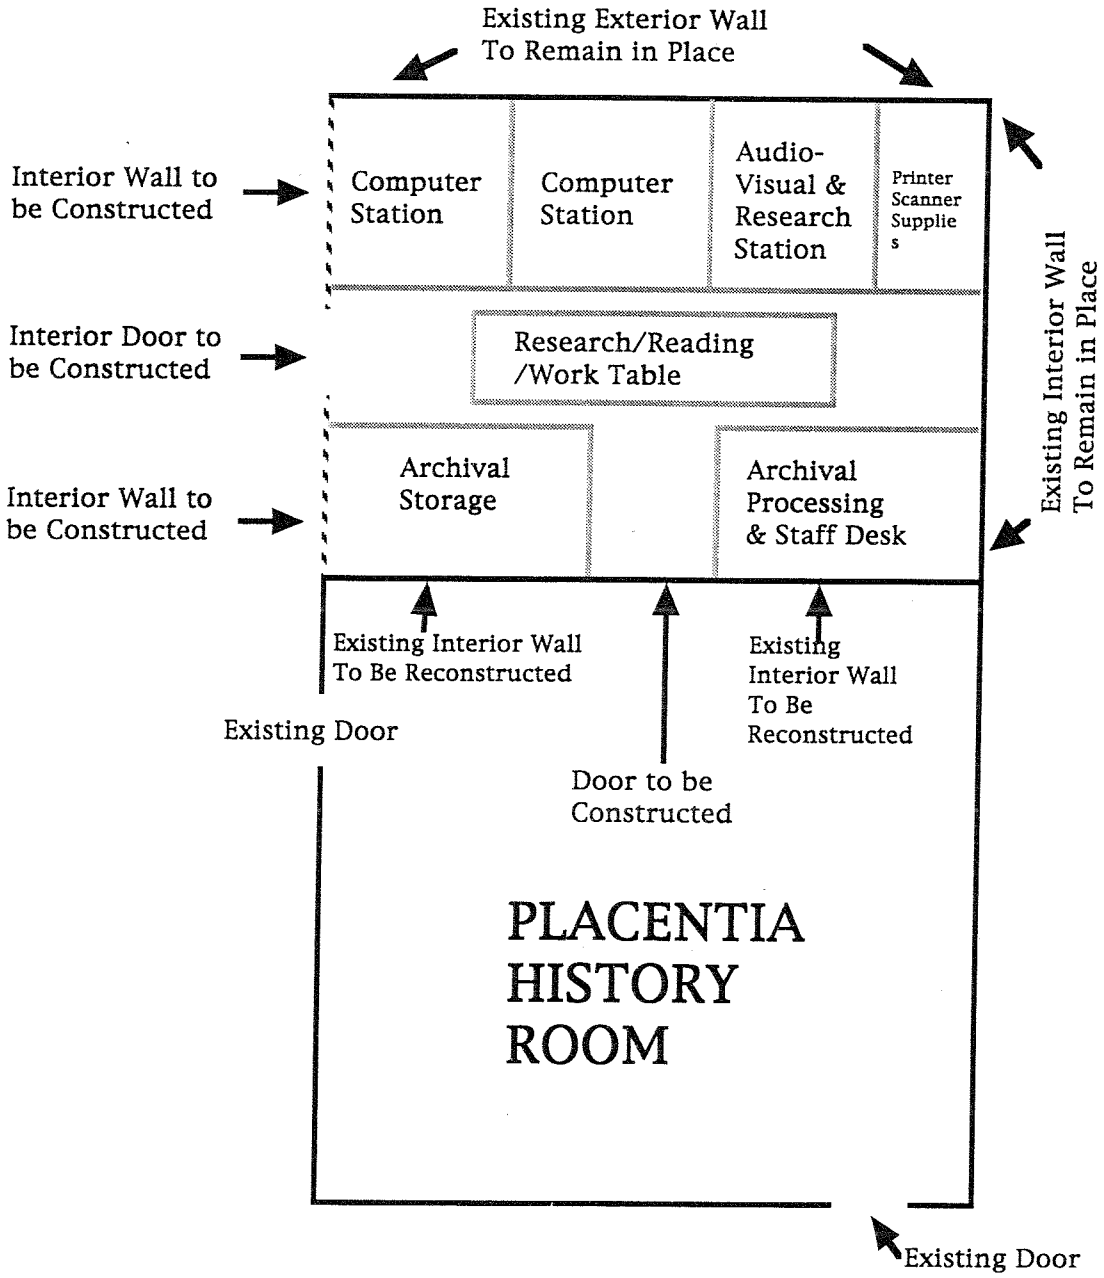 Existing Exterior Wall
To Remain in Place
Interior Wall to
be Constructed
Computer
Station
Computer
Station
Audio-
Visual &
Research
Station
Printer
Scanner
Supplie
s
Existing Interior Wall
To Remain in Place
Interior Door to
be Constructed
Research/Reading
/Work Table
Interior Wall to
be Constructed
Archival
Storage
Archival
Processing
& Staff Desk
Existing Interior Wall
To Be Reconstructed
Existing
Interior Wall
To Be
Reconstructed
Existing Door
Door to be
Constructed
PLACENTIA
HISTORY
ROOM
Existing Door